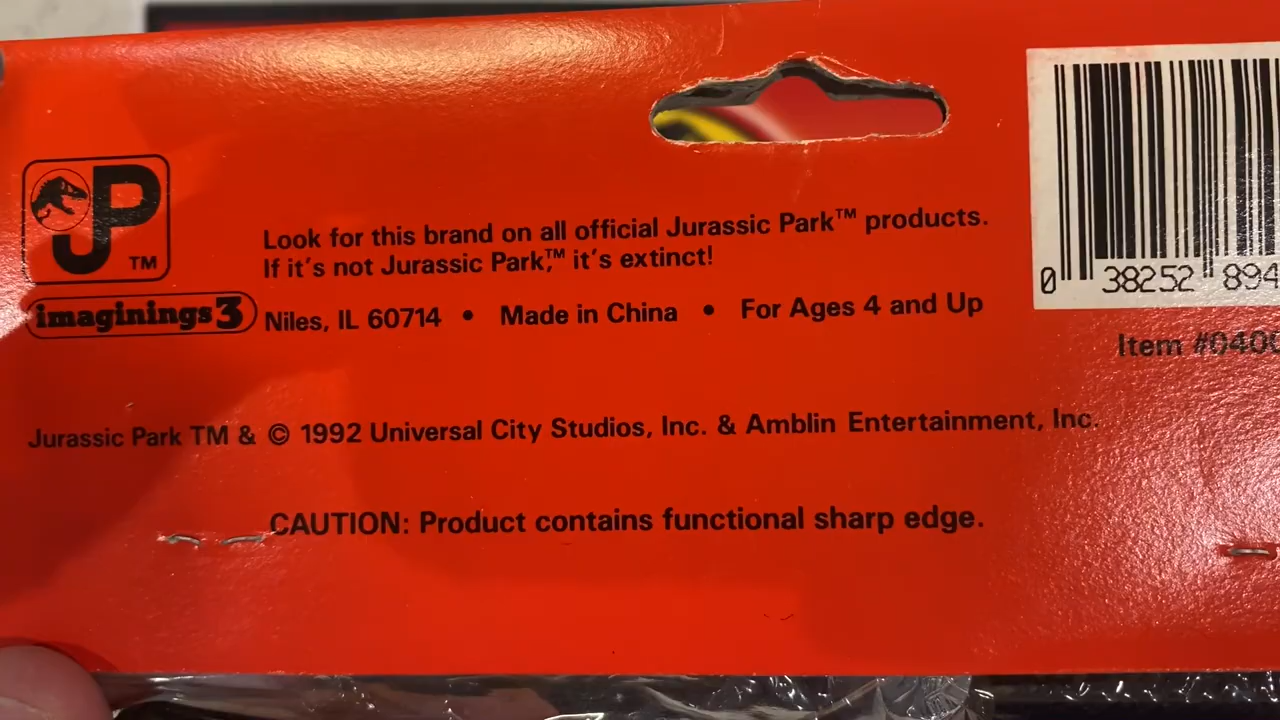 JP
TM
Look for this brand on all official Jurassic Park™ products.
If it's not Jurassic Park,™ it's extinct!
imaginings 3 Niles, IL 60714 • Made in China • For Ages 4 and Up
0 38252 894
Item #040
Jurassic Park TM & © 1992 Universal City Studios, Inc. & Amblin Entertainment, Inc.
CAUTION: Product contains functional sharp edge.